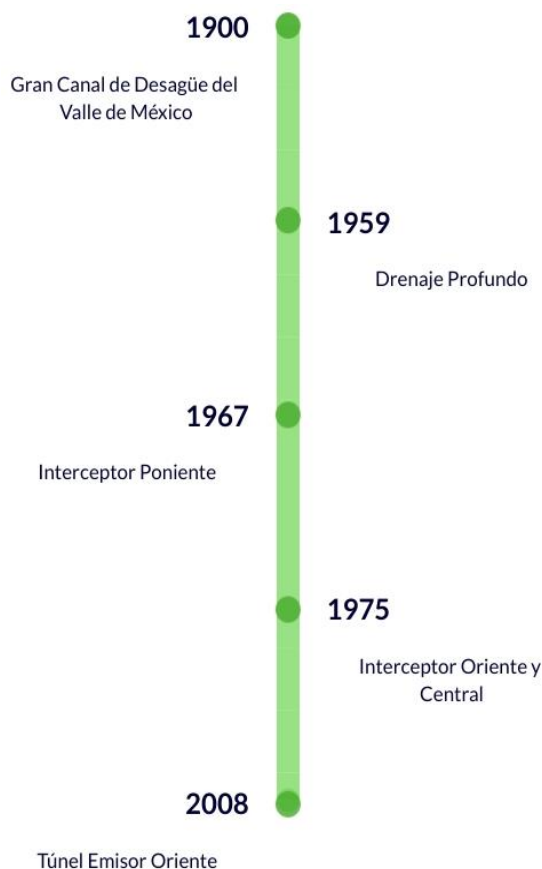 1900
Gran Canal de Desagüe del
Valle de México
1959
Drenaje Profundo
1967
Interceptor Poniente
1975
Interceptor Oriente y
Central
2008
Túnel Emisor Oriente